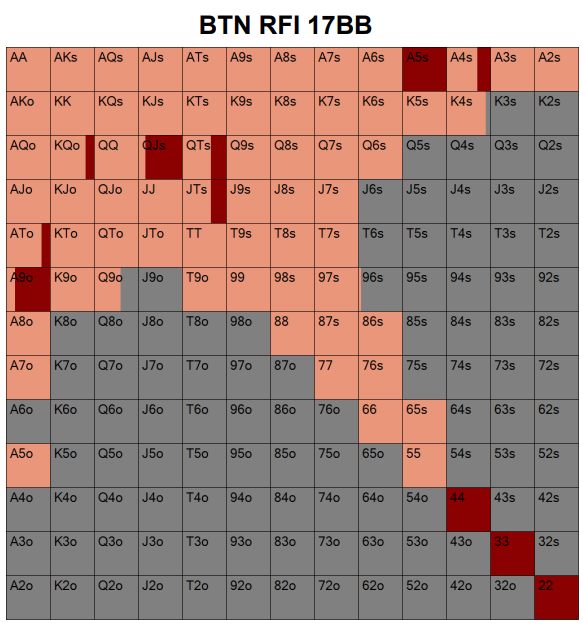 BTN RFI 17BB
AA AKs AQs AJs ATs A9s A8s A7s A6s A5s A4s A3s A2s
AKo KK KQs KJs KTs K9s K8s K7s K6s K5s K4s K3s K2s
AQo KQo QQ QJs QTs Q9s Q8s Q7s Q6s Q5s Q4s Q3s Q2s
AJo KJo QJo JJ JTs J9s J8s J7s J6s J5s J4s J3s J2s
ATo KTo QTo JTo TT T9s T8s T7s T6s T5s T4s T3s T2s
A9o K9o Q9o J9o T9o 99 98s 97s 96s 95s 94s 93s 92s
A8o K8o Q8o J8o T8o 98o 88 87s 86s 85s 84s 83s 82s
A7o K7o Q7o J7o T7o 97o 87o 77 76s 75s 74s 73s 72s
A6o K6o Q6o J6o T6o 96o 86o 76o 66 65s 64s 63s 62s
A5o K5o Q5o J5o T5o 95o 85o 75o 65o 55 54s 53s 52s
A4o K4o Q4o J4o T4o 94o 84o 74o 64o 54o 44 43s 42s
A3o K3o Q3o J3o T3o 93o 83o 73o 63o 53o 43o 33 32s
A2o K2o Q2o J2o T2o 92o 82o 72o 62o 52o 42o 32o 22